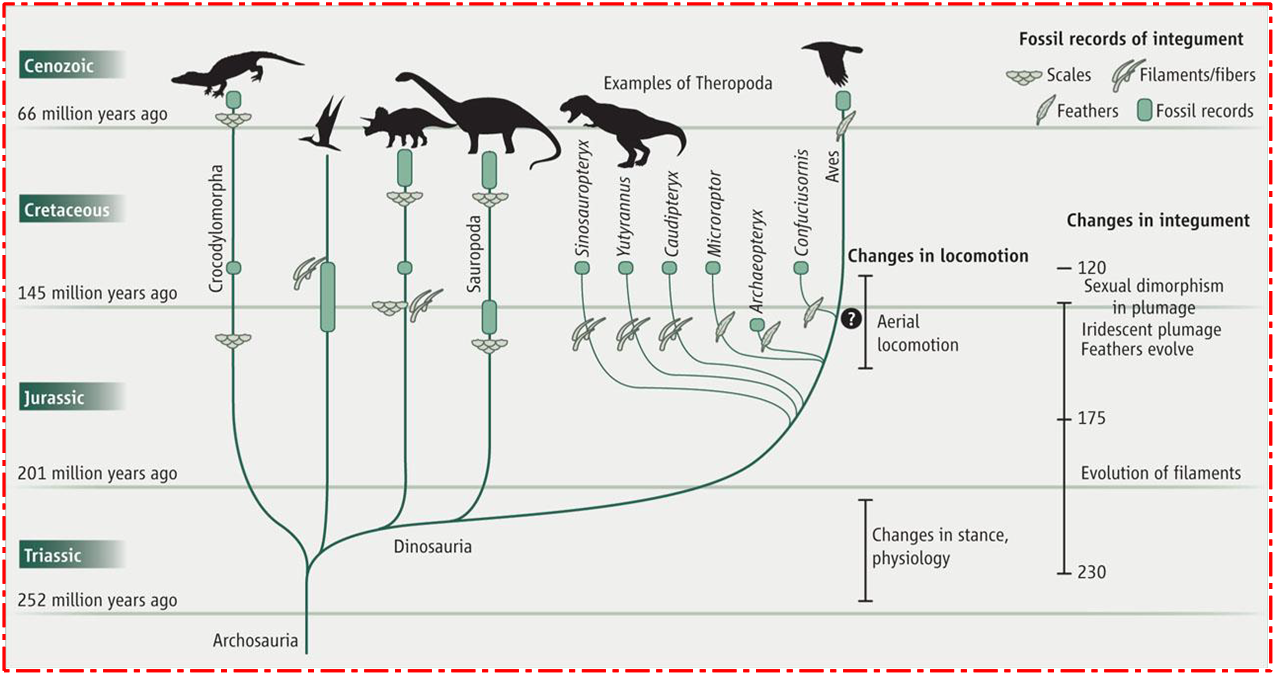 Cenozoic
66 million years ago
Cretaceous
145 million years ago
Jurassic
201 million years ago
Triassic
252 million years ago
Archosauria
Dinosauria
Crocodylomorpha
Sauropoda
Examples of Theropoda
Sinosauropteryx
Yutyrannus
Caudipteryx
Microraptor
Archaeopteryx
Confuciusornis
Aves
Fossil records of integument
Scales
Filaments/fibers
Feathers
Fossil records
Changes in locomotion
?
Aerial
locomotion
Changes in stance,
physiology
Changes in integument
120
Sexual dimorphism
in plumage
Iridescent plumage
Feathers evolve
175
Evolution of filaments
230